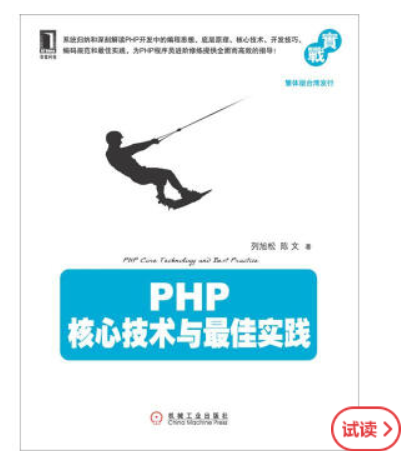 系统归纳和深刻解读PHP开发中的编程思想、底层原理、核心技术、开发技巧、
编码规范和最佳实践，为PHP程序员进阶修炼提供全面而高效的指导！
华章科技
實戰
繁体版台湾发行
列旭松 陈文 著
PHP Core Technology and Best Practice
PHP
核心技术与最佳实践
机械工业出版社
China Machine Press
试读